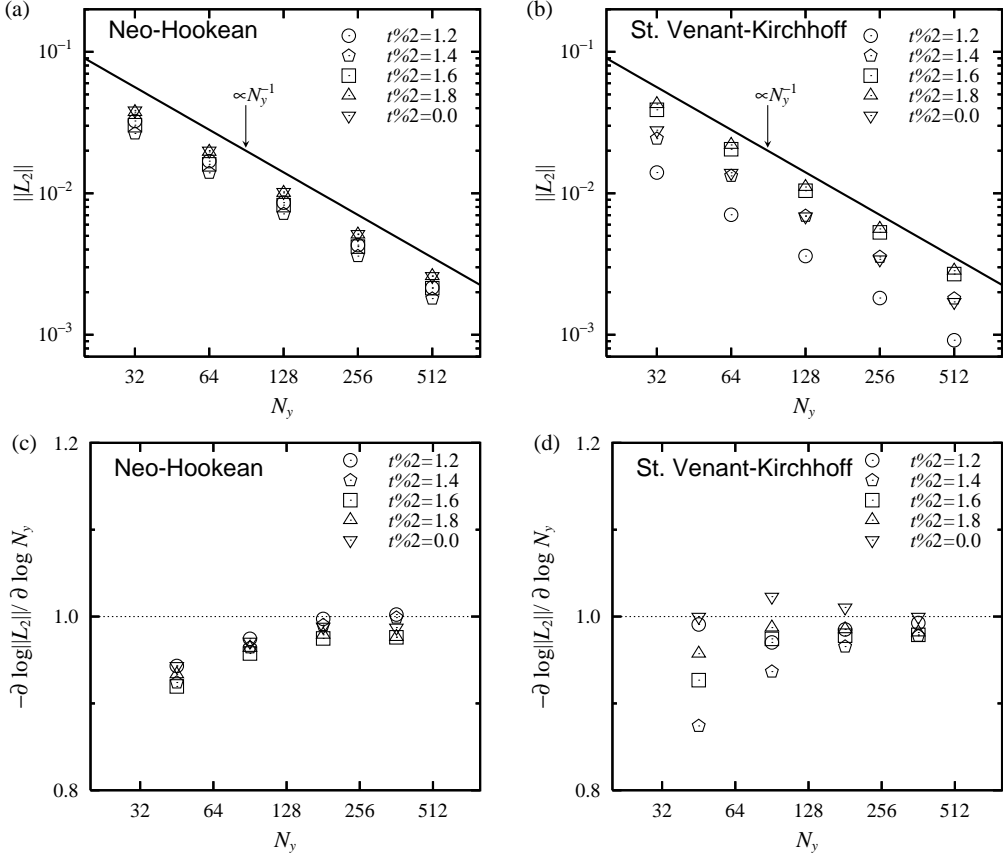 (a)
Neo-Hookean
t%2=1.2
t%2=1.4
t%2=1.6
t%2=1.8
t%2=0.0
∝N_y^{-1}
10^{-1}
10^{-2}
10^{-3}
||L_2||
32 64 128 256 512
N_y
(b)
St. Venant-Kirchhoff
t%2=1.2
t%2=1.4
t%2=1.6
t%2=1.8
t%2=0.0
∝N_y^{-1}
10^{-1}
10^{-2}
10^{-3}
||L_2||
32 64 128 256 512
N_y
(c)
Neo-Hookean
t%2=1.2
t%2=1.4
t%2=1.6
t%2=1.8
t%2=0.0
1.2
1.0
0.8
−∂ log||L_2||/ ∂ log N_y
32 64 128 256 512
N_y
(d)
St. Venant-Kirchhoff
t%2=1.2
t%2=1.4
t%2=1.6
t%2=1.8
t%2=0.0
1.2
1.0
0.8
−∂ log||L_2||/ ∂ log N_y
32 64 128 256 512
N_y